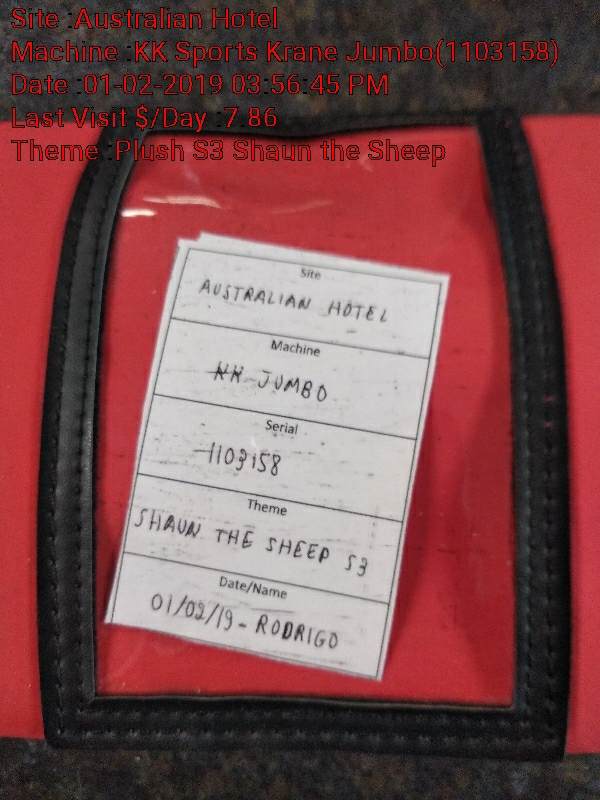 Site :Australian Hotel
Machine :KK Sports Krane Jumbo(1103158)
Date :01-02-2019 03:56:45 PM
Last Visit $/Day :7.86
Theme :Plush S3 Shaun the Sheep
Site
AUSTRALIAN HOTEL
Machine
KK JUMBO
Serial
1103158
Theme
SHAUN THE SHEEP S3
Date/Name
01/02/19 - RODRIGO